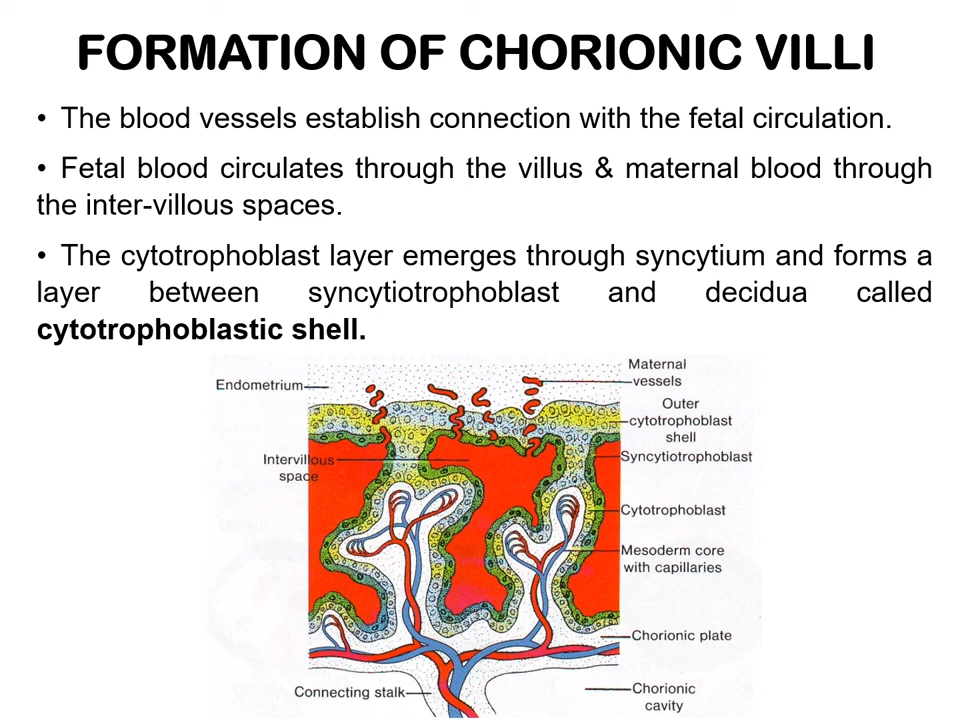 FORMATION OF CHORIONIC VILLI
• The blood vessels establish connection with the fetal circulation.
• Fetal blood circulates through the villus & maternal blood through
the inter-villous spaces.
• The cytotrophoblast layer emerges through syncytium and forms a
layer between syncytiotrophoblast and decidua called
cytotrophoblastic shell.
Maternal
vessels
Endometrium
Outer
cytotrophoblast
shell
Intervillous
space
Syncytiotrophoblast
Cytotrophoblast
Mesoderm core
with capillaries
Chorionic plate
Connecting stalk
Chorionic
cavity